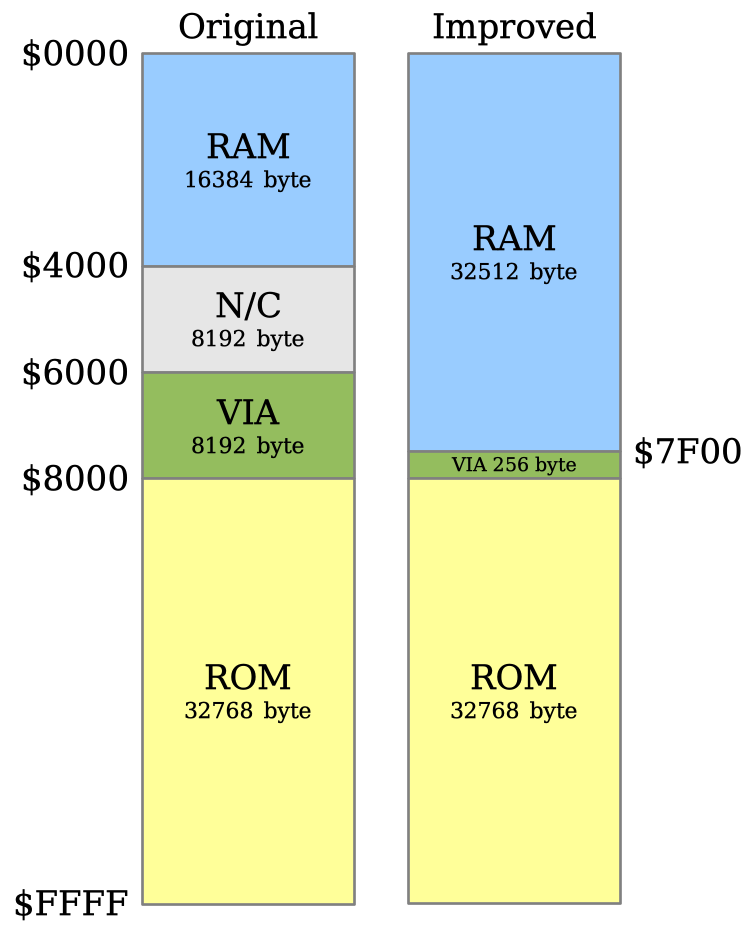 Original
Improved
$0000
RAM
16384 byte
$4000
N/C
8192 byte
$6000
VIA
8192 byte
$8000
ROM
32768 byte
$FFFF
RAM
32512 byte
$7F00
VIA 256 byte
ROM
32768 byte